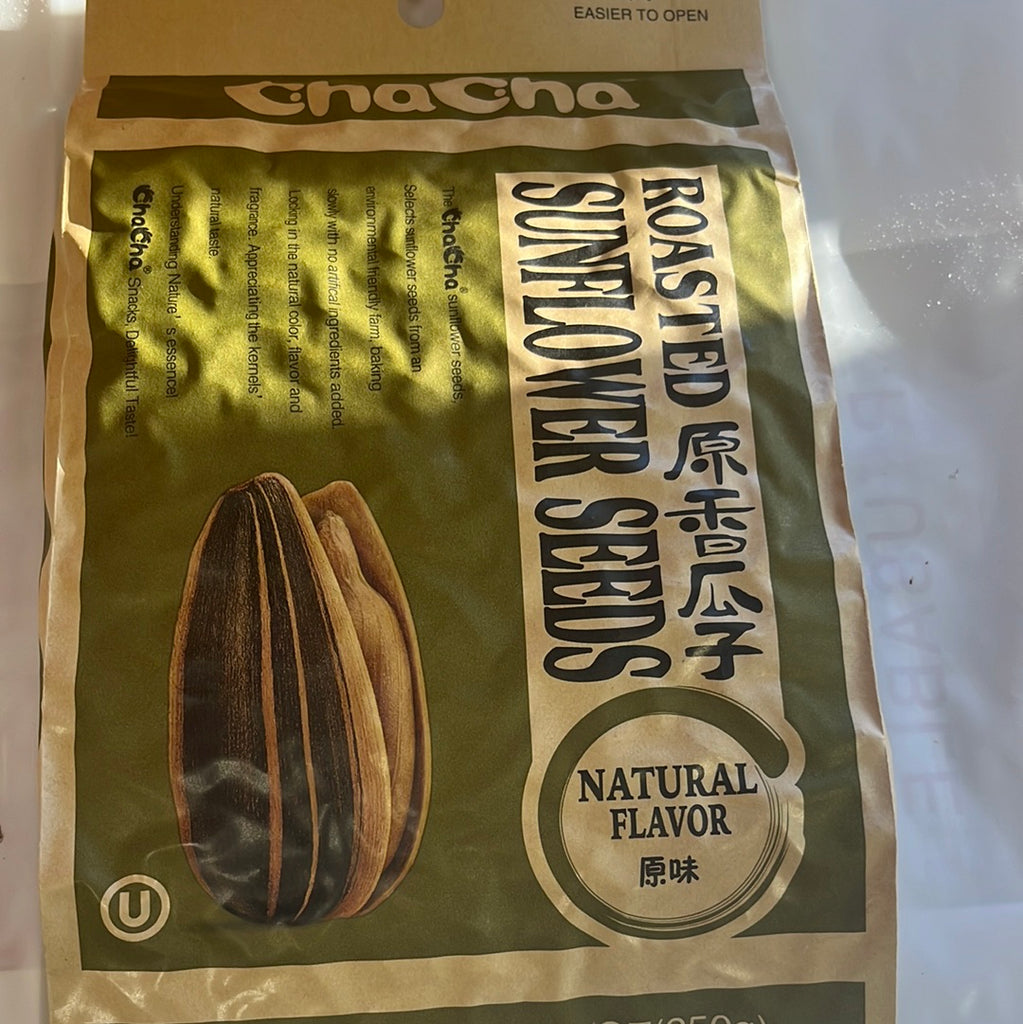 EASIER TO OPEN
ChaCha
ROASTED 原香瓜子
SUNFLOWER SEEDS
The ChaCha® sunflower seeds,
Selects sunflower seeds from an
environmental friendly farm, baking
slowly with no artifical ingredients added.
Locking in the natural color, flavor and
fragrance. Appreciating the kernels'
natural taste
Understanding Nature's essence!
ChaCha® Snacks, Delightful Taste!
NATURAL
FLAVOR
原味
U
(250g)